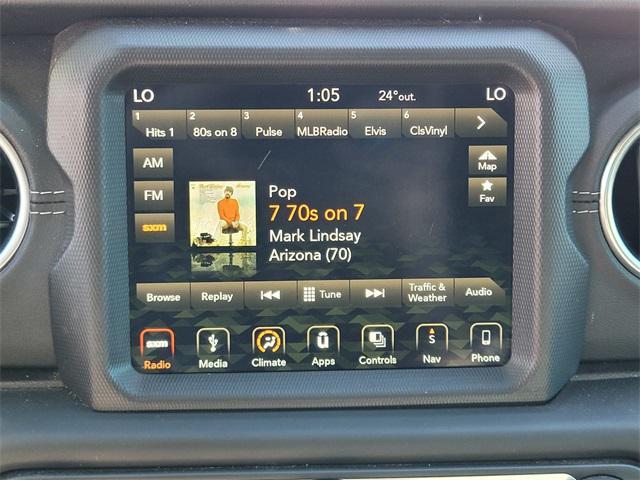 LO 1:05 24°out. LO
1 Hits 1 2 80s on 8 3 Pulse 4 MLBRadio 5 Elvis 6 ClsVinyl
AM
Map
FM
Fav
sxm
Pop
7 70s on 7
Mark Lindsay
Arizona (70)
Browse Replay Tune Traffic & Weather Audio
sxm S
Radio Media Climate Apps Controls Nav Phone